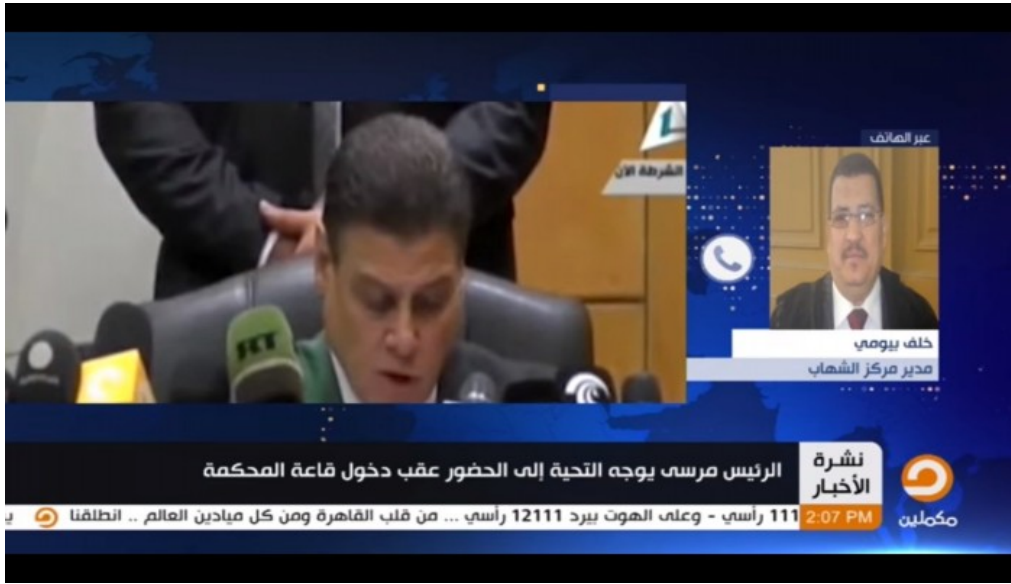 الشرطة الآن
عبر الهاتف
RT
خلف بيومي
مدير مركز الشهاب
نشرة
الأخبار
الرئيس مرسى يوجه التحية إلى الحضور عقب دخول قاعة المحكمة
2:07 PM
111 رأسي - وعلى الهوت بيرد 12111 رأسي ... من قلب القاهرة ومن كل ميادين العالم .. انطلقنا
مكملين